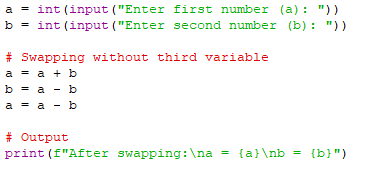 a = int(input("Enter first number (a): "))
b = int(input("Enter second number (b): "))
# Swapping without third variable
a = a + b
b = a - b
a = a - b
# Output
print(f"After swapping:\na = {a}\nb = {b}")